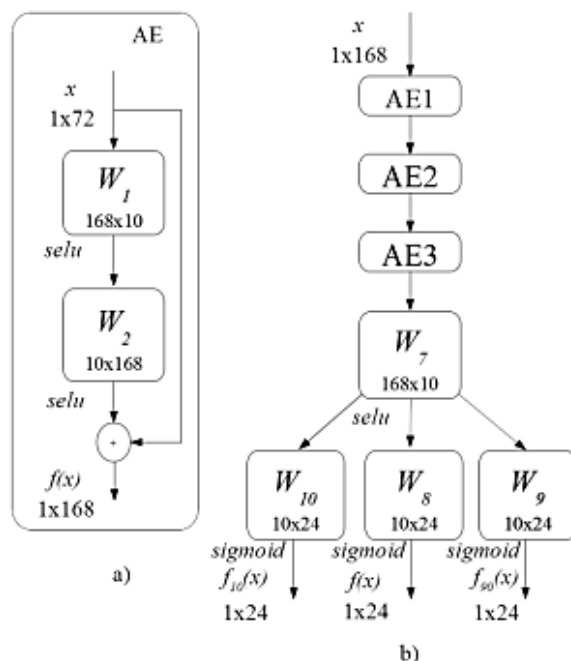 AE
x
1x72
W1
168x10
selu
W2
10x168
selu
+
f(x)
1x168
a)
x
1x168
AE1
AE2
AE3
W7
168x10
selu
W10
10x24
W8
10x24
W9
10x24
sigmoid
sigmoid
sigmoid
f10(x)
f(x)
f90(x)
1x24
1x24
1x24
b)